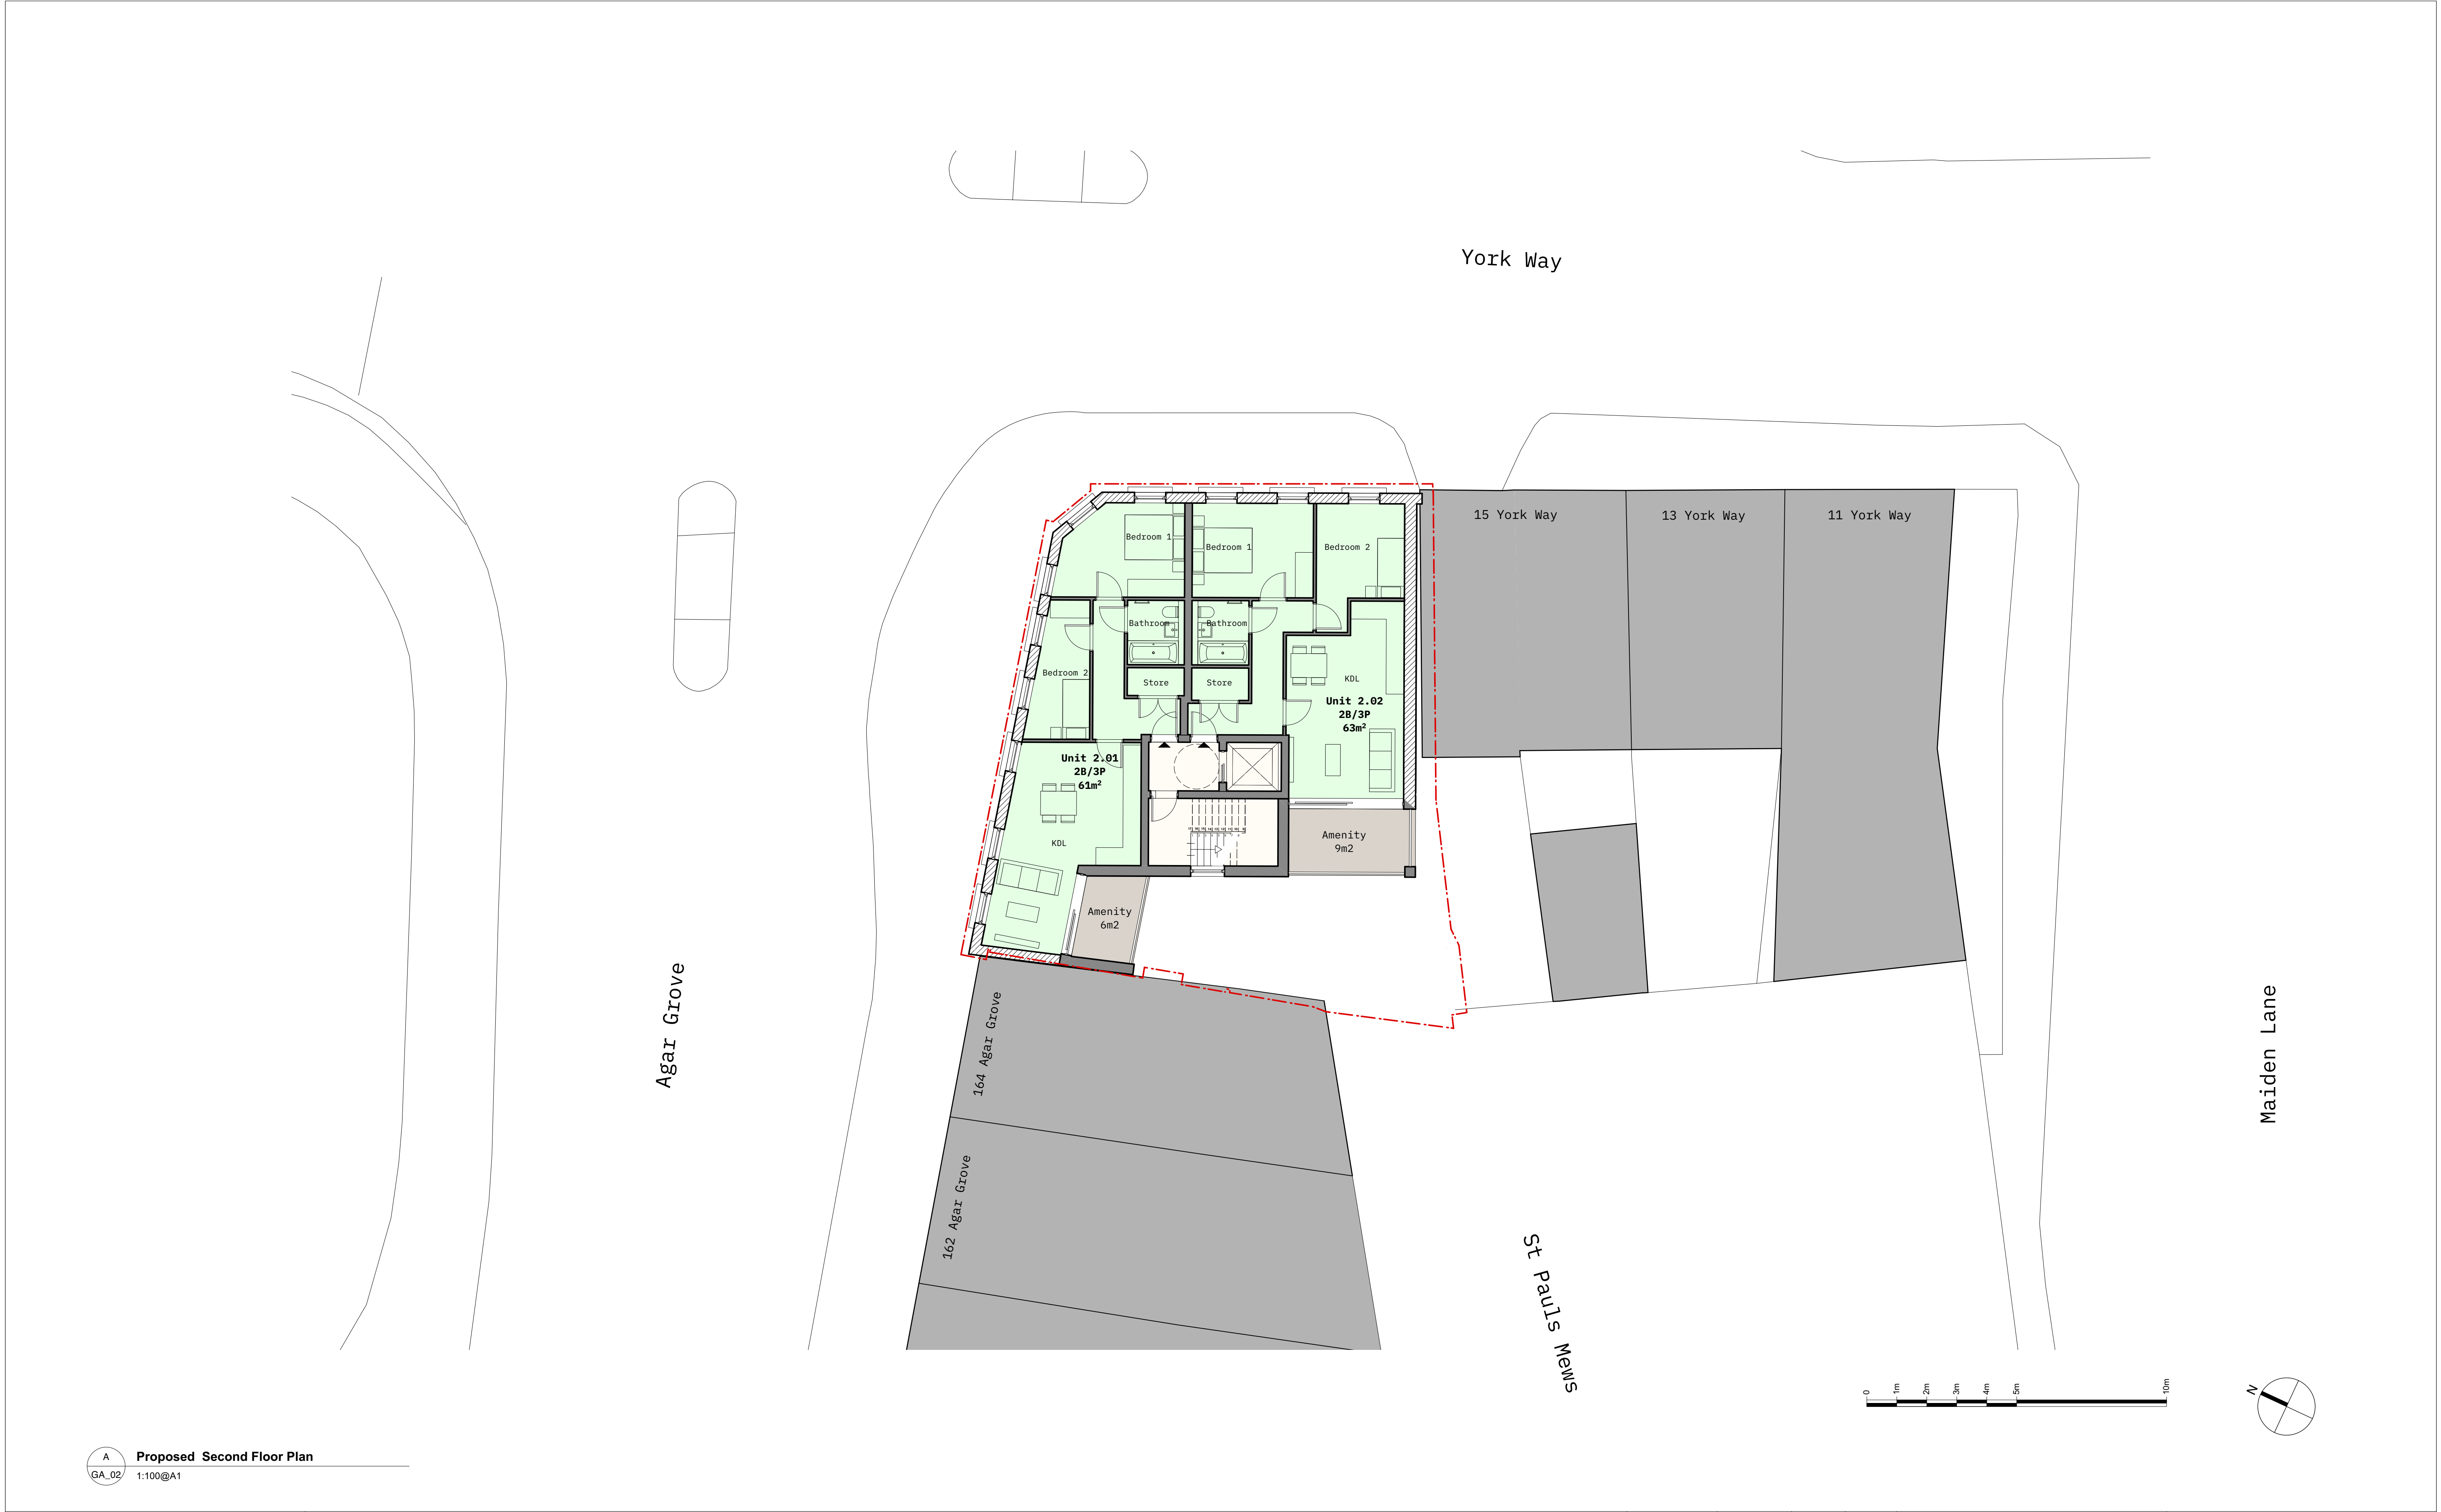 York Way
15 York Way
13 York Way
11 York Way
Bedroom 1
Bedroom 1
Bedroom 2
Bathroom
Bathroom
Bedroom 2
Store
Store
KDL
Unit 2.02
2B/3P
63m²
Unit 2.01
2B/3P
61m²
KDL
Amenity
9m2
Amenity
6m2
Agar Grove
164 Agar Grove
162 Agar Grove
St Pauls Mews
Maiden Lane
0 1m 2m 3m 4m 5m 10m
N
A
GA_02
Proposed Second Floor Plan
1:100@A1